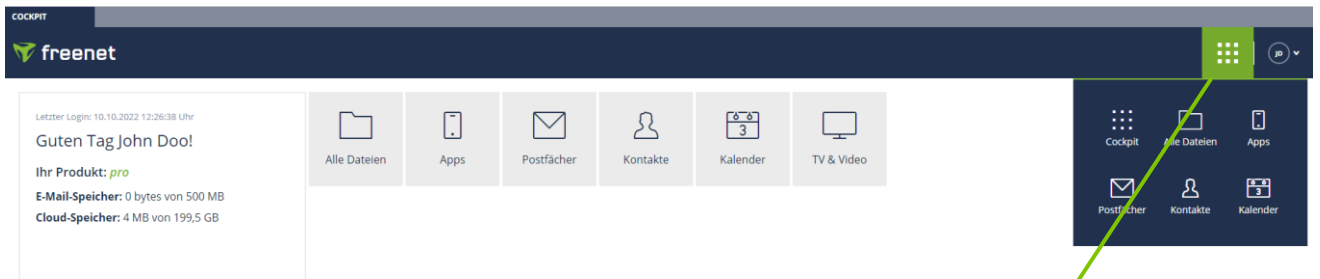 COCKPIT
freenet
JD
Letzter Login: 10.10.2022 12:26:38 Uhr
Guten Tag John Doo!
Ihr Produkt: pro
E-Mail-Speicher: 0 bytes von 500 MB
Cloud-Speicher: 4 MB von 199,5 GB
Alle Dateien
Apps
Postfächer
3
Kontakte
Kalender
TV & Video
Cockpit
Alle Dateien
Apps
3
Postfächer
Kontakte
Kalender